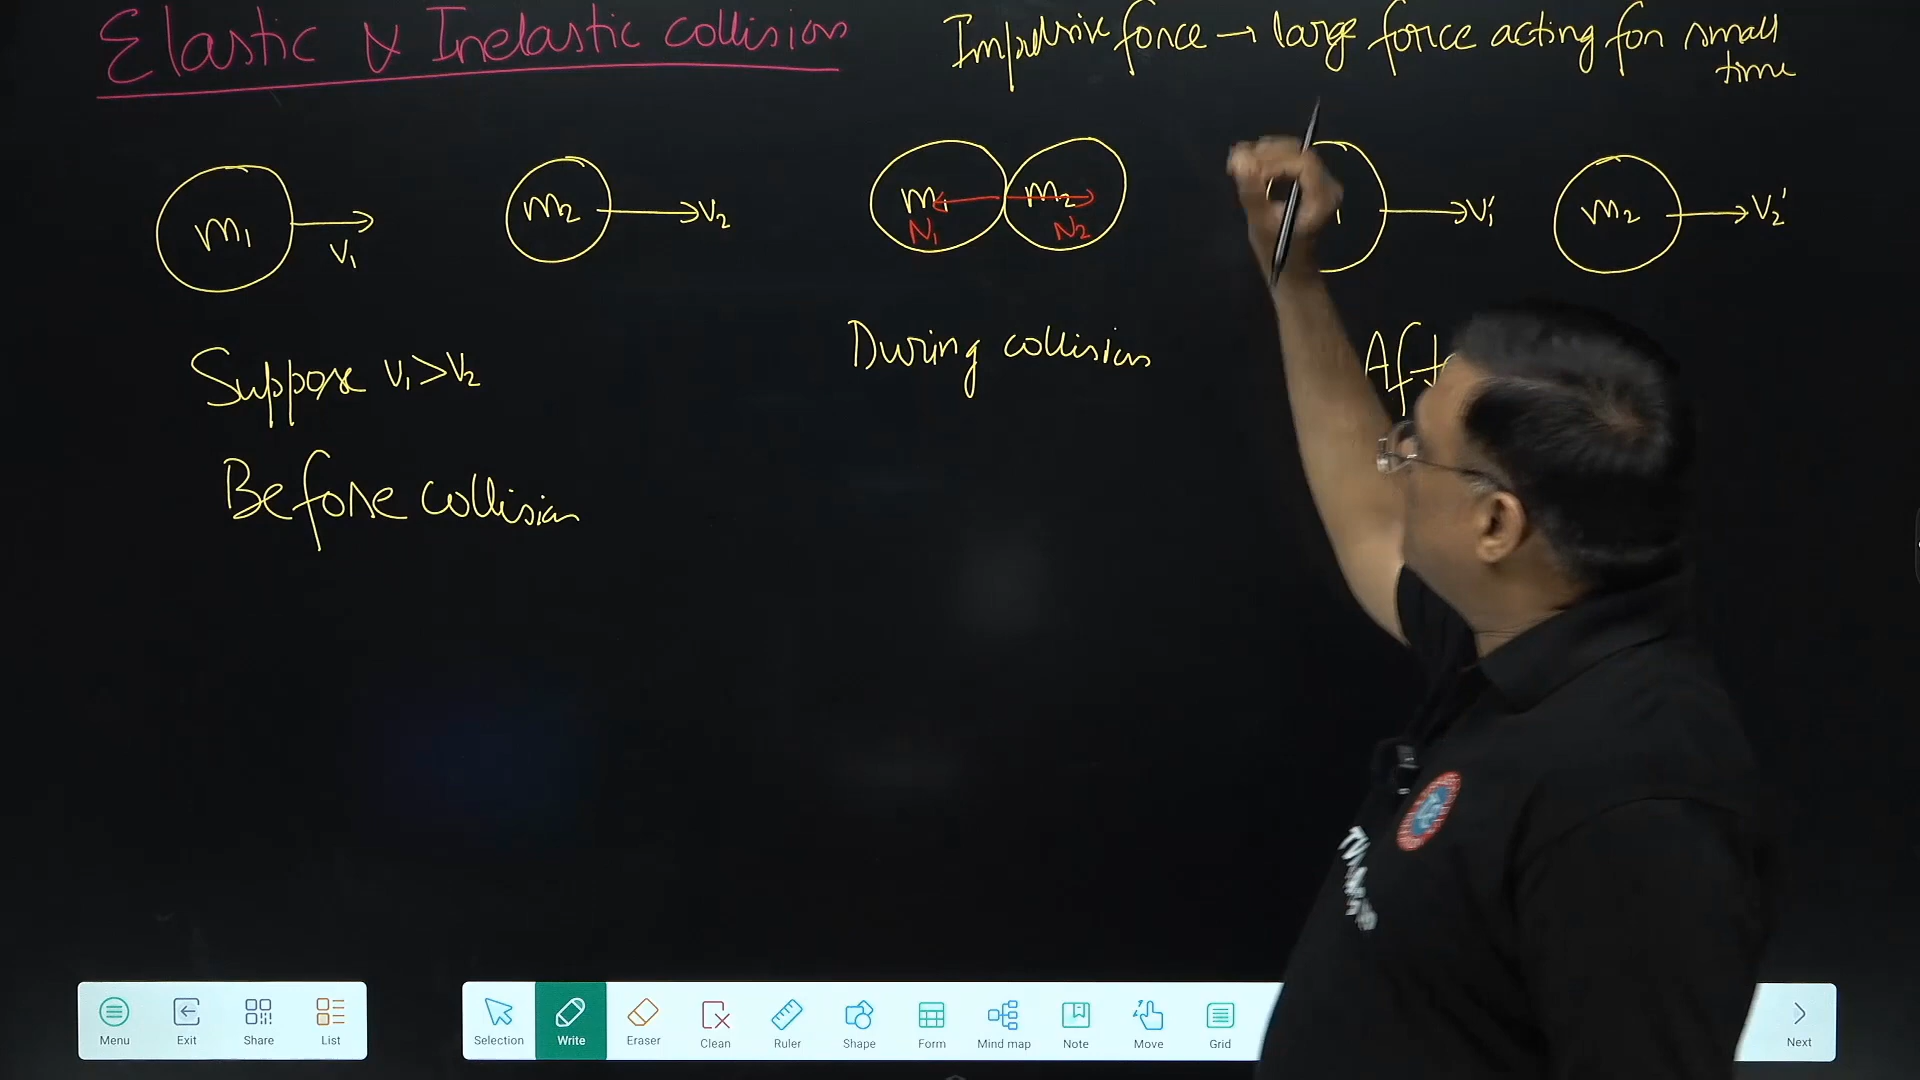 Elastic & Inelastic collision
Impulsive force → large force acting for small
time
m1
V1
m2
V2
m1
N1
m2
N2
1
V1'
m2
V2'
Suppose V1>V2
During collision
Aft
Before collision
Menu
Exit
Share
List
Selection
Write
Eraser
Clean
Ruler
Shape
Form
Mind map
Note
Move
Grid
Next